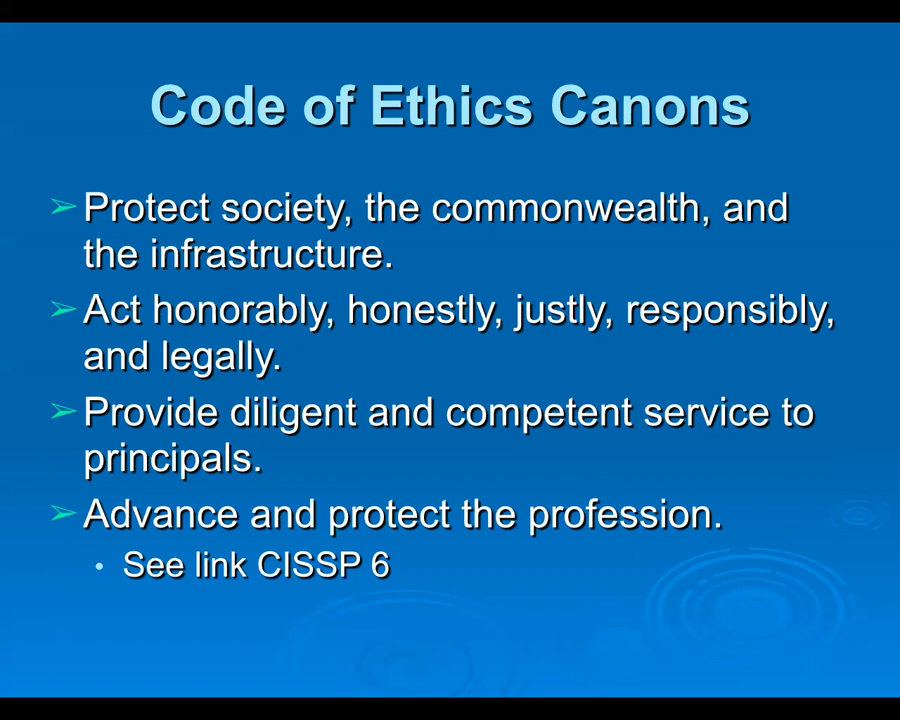 Code of Ethics Canons
➢ Protect society, the commonwealth, and
the infrastructure.
➢ Act honorably, honestly, justly, responsibly,
and legally.
➢ Provide diligent and competent service to
principals.
➢ Advance and protect the profession.
• See link CISSP 6